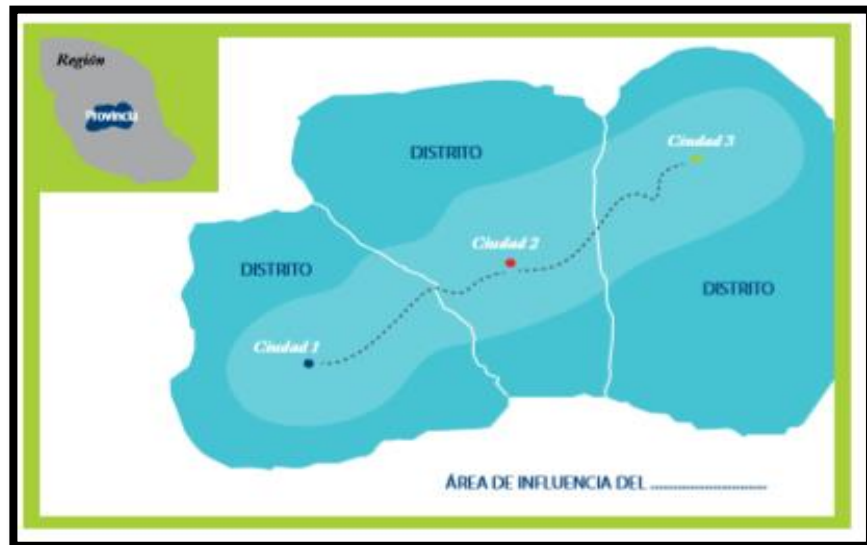 Región
Provincia
DISTRITO
Ciudad 3
Ciudad 2
DISTRITO
DISTRITO
Ciudad 1
ÁREA DE INFLUENCIA DEL ................................